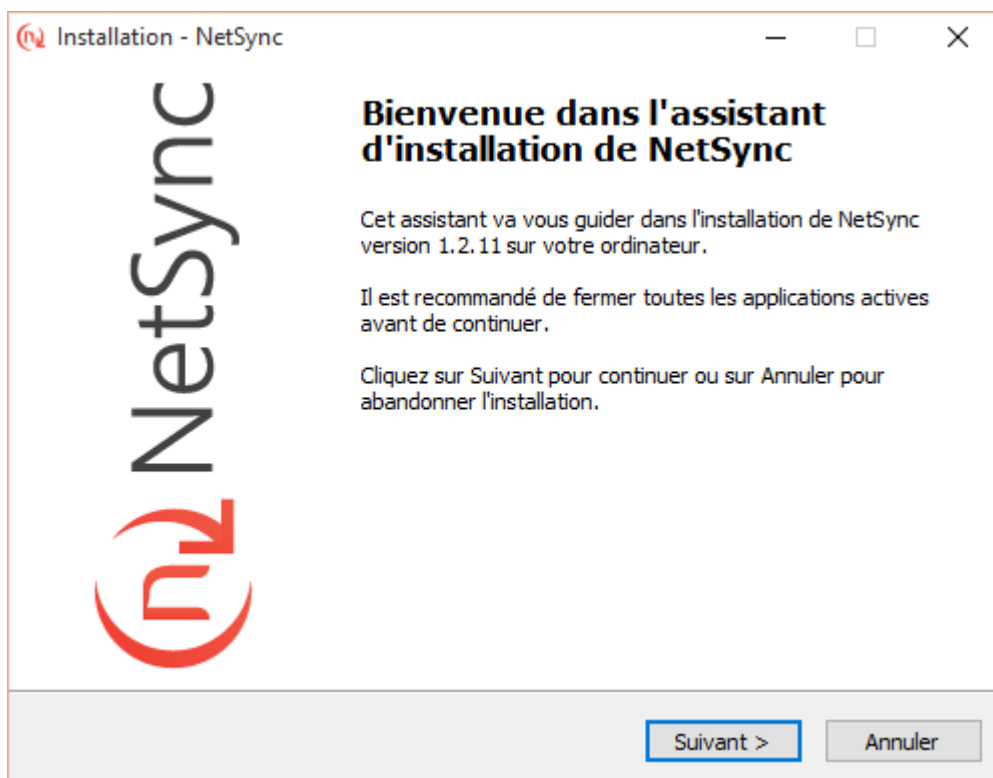 Installation - NetSync
NetSync
Bienvenue dans l'assistant
d'installation de NetSync
Cet assistant va vous guider dans l'installation de NetSync
version 1.2.11 sur votre ordinateur.
Il est recommandé de fermer toutes les applications actives
avant de continuer.
Cliquez sur Suivant pour continuer ou sur Annuler pour
abandonner l'installation.
Suivant >
Annuler